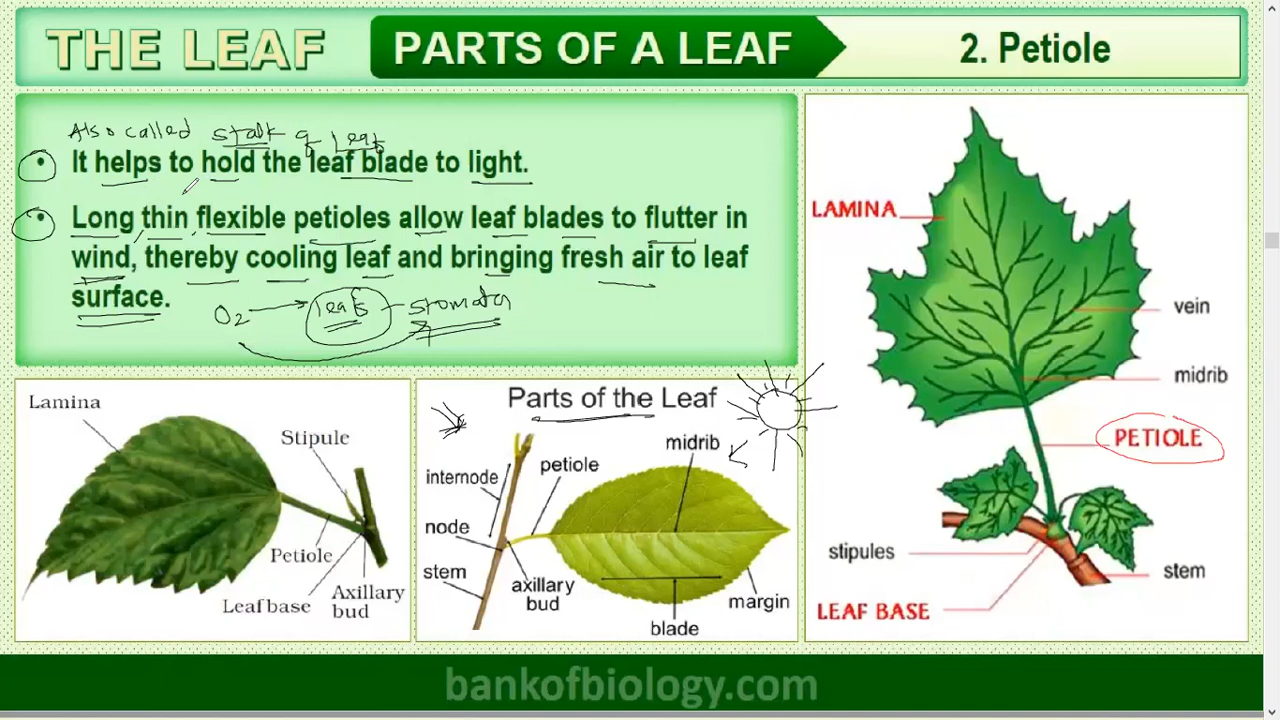 THE LEAF
PARTS OF A LEAF
2. Petiole
Also called stalk of leaf
• It helps to hold the leaf blade to light.
• Long thin flexible petioles allow leaf blades to flutter in
wind, thereby cooling leaf and bringing fresh air to leaf
surface.
O2 leafs stomata
Lamina
Stipule
Petiole
Leaf base
Axillary
bud
Parts of the Leaf
midrib
petiole
internode
node
stem
axillary
bud
margin
blade
LAMINA
vein
midrib
PETIOLE
stipules
stem
LEAF BASE
bankofbiology.com